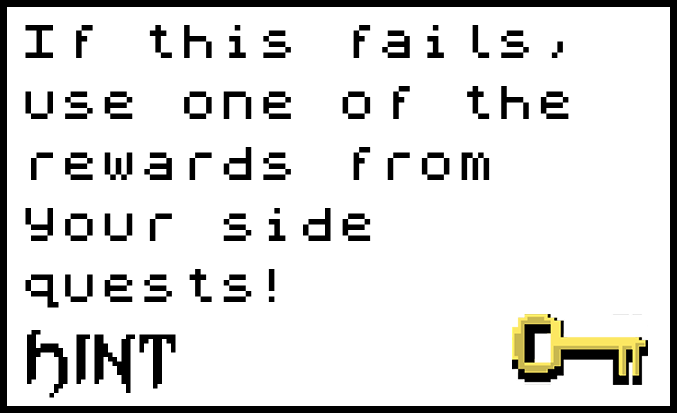 If this fails,
use one of the
rewards from
your side
quests!
HINT